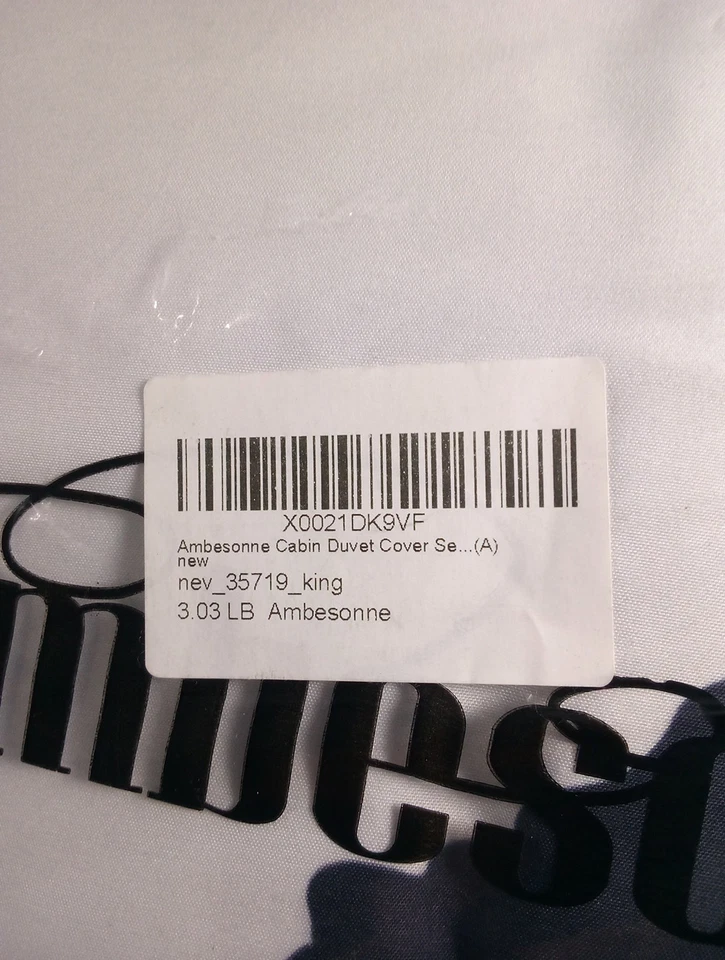 X0021DK9VF
Ambesonne Cabin Duvet Cover Se...(A)
new
nev_35719_king
3.03 LB Ambesonne